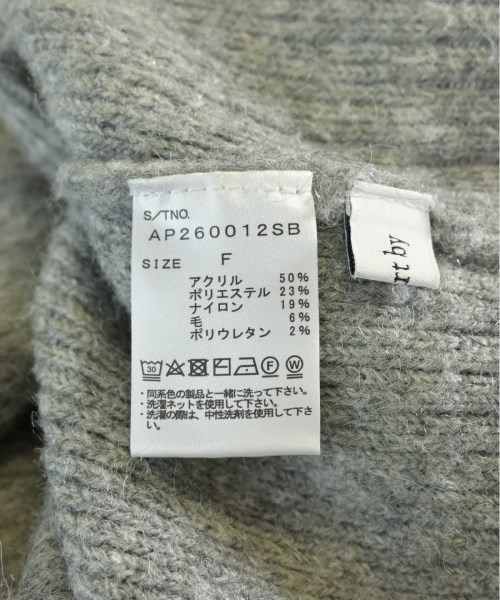 S/TNO.
AP260012SB
SIZE F
アクリル 50%
ポリエステル 23%
ナイロン 19%
毛 6%
ポリウレタン 2%
30 F W
・同系色の製品と一緒に洗って下さい。
・洗濯ネットを使用して下さい。
・洗濯の際は、中性洗剤を使用して下さ
い。
rt by